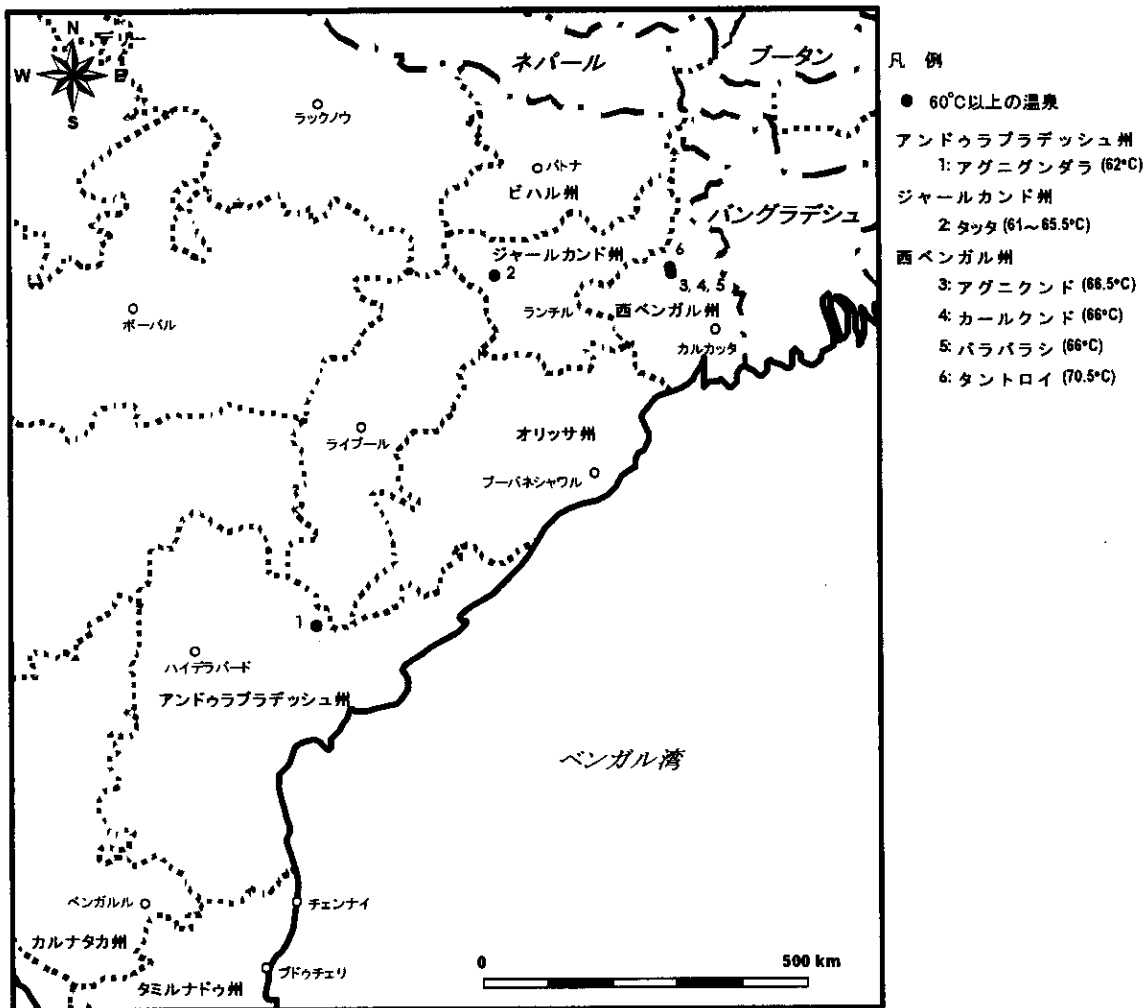 N
デリー
W
E
S
ネパール
ブータン
ラックノウ
パトナ
ビハル州
バングラデシュ
ジャールカンド州
6
2
3, 4, 5
ボーパル
ランチル
西ベンガル州
カルカッタ
ライプール
オリッサ州
ブーバネシャワル
1
ハイデラバード
アンドゥラプラデッシュ州
ベンガル湾
ベンガルル
チェンナイ
カルナタカ州
プドゥチェリ
タミルナドゥ州
0
500 km
凡 例
60°C以上の温泉
アンドゥラプラデッシュ州
1: アグニグンダラ (62°C)
ジャールカンド州
2: タッタ (61～65.5°C)
西ベンガル州
3: アグニクンド (66.5°C)
4: カールクンド (66°C)
5: バラバラシ (66°C)
6: タントロイ (70.5°C)